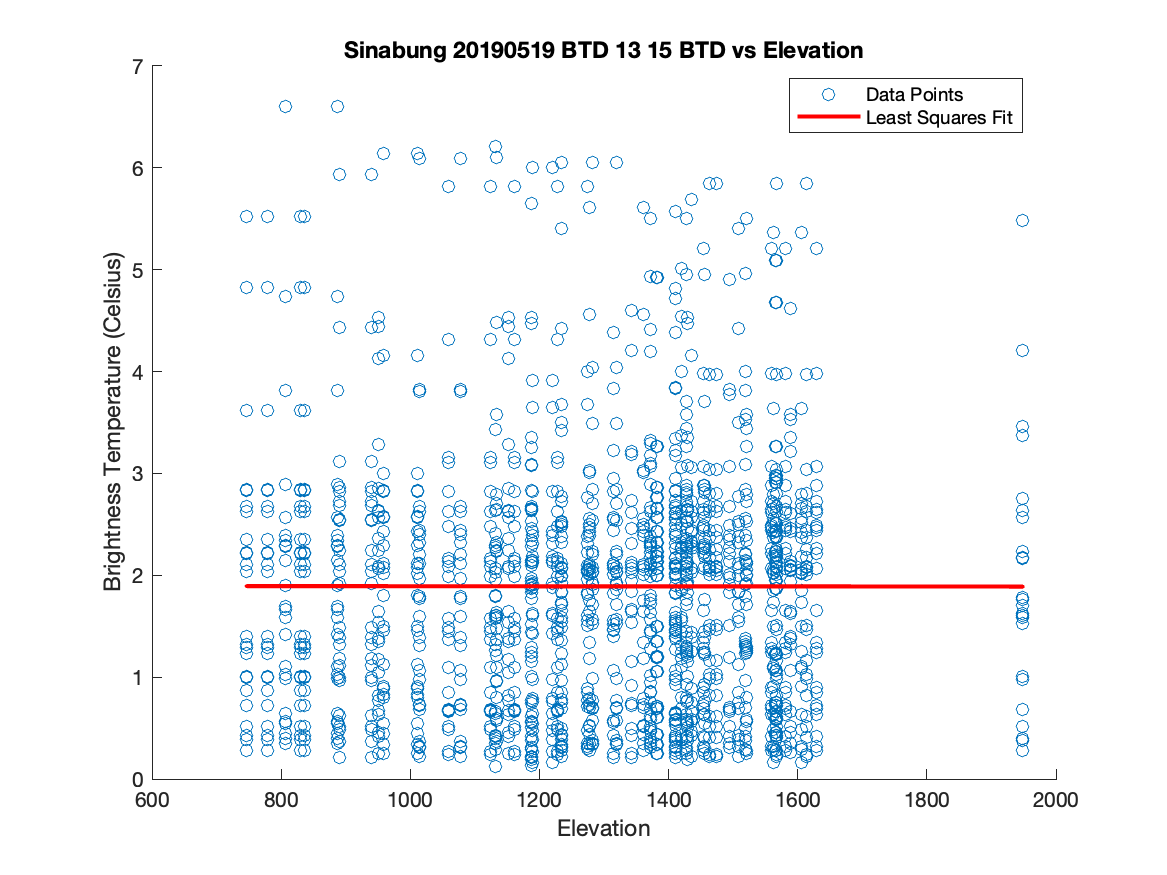 Sinabung 20190519 BTD 13 15 BTD vs Elevation
Data Points
Least Squares Fit
Brightness Temperature (Celsius)
7
6
5
4
3
2
1
0
600 800 1000 1200 1400 1600 1800 2000
Elevation